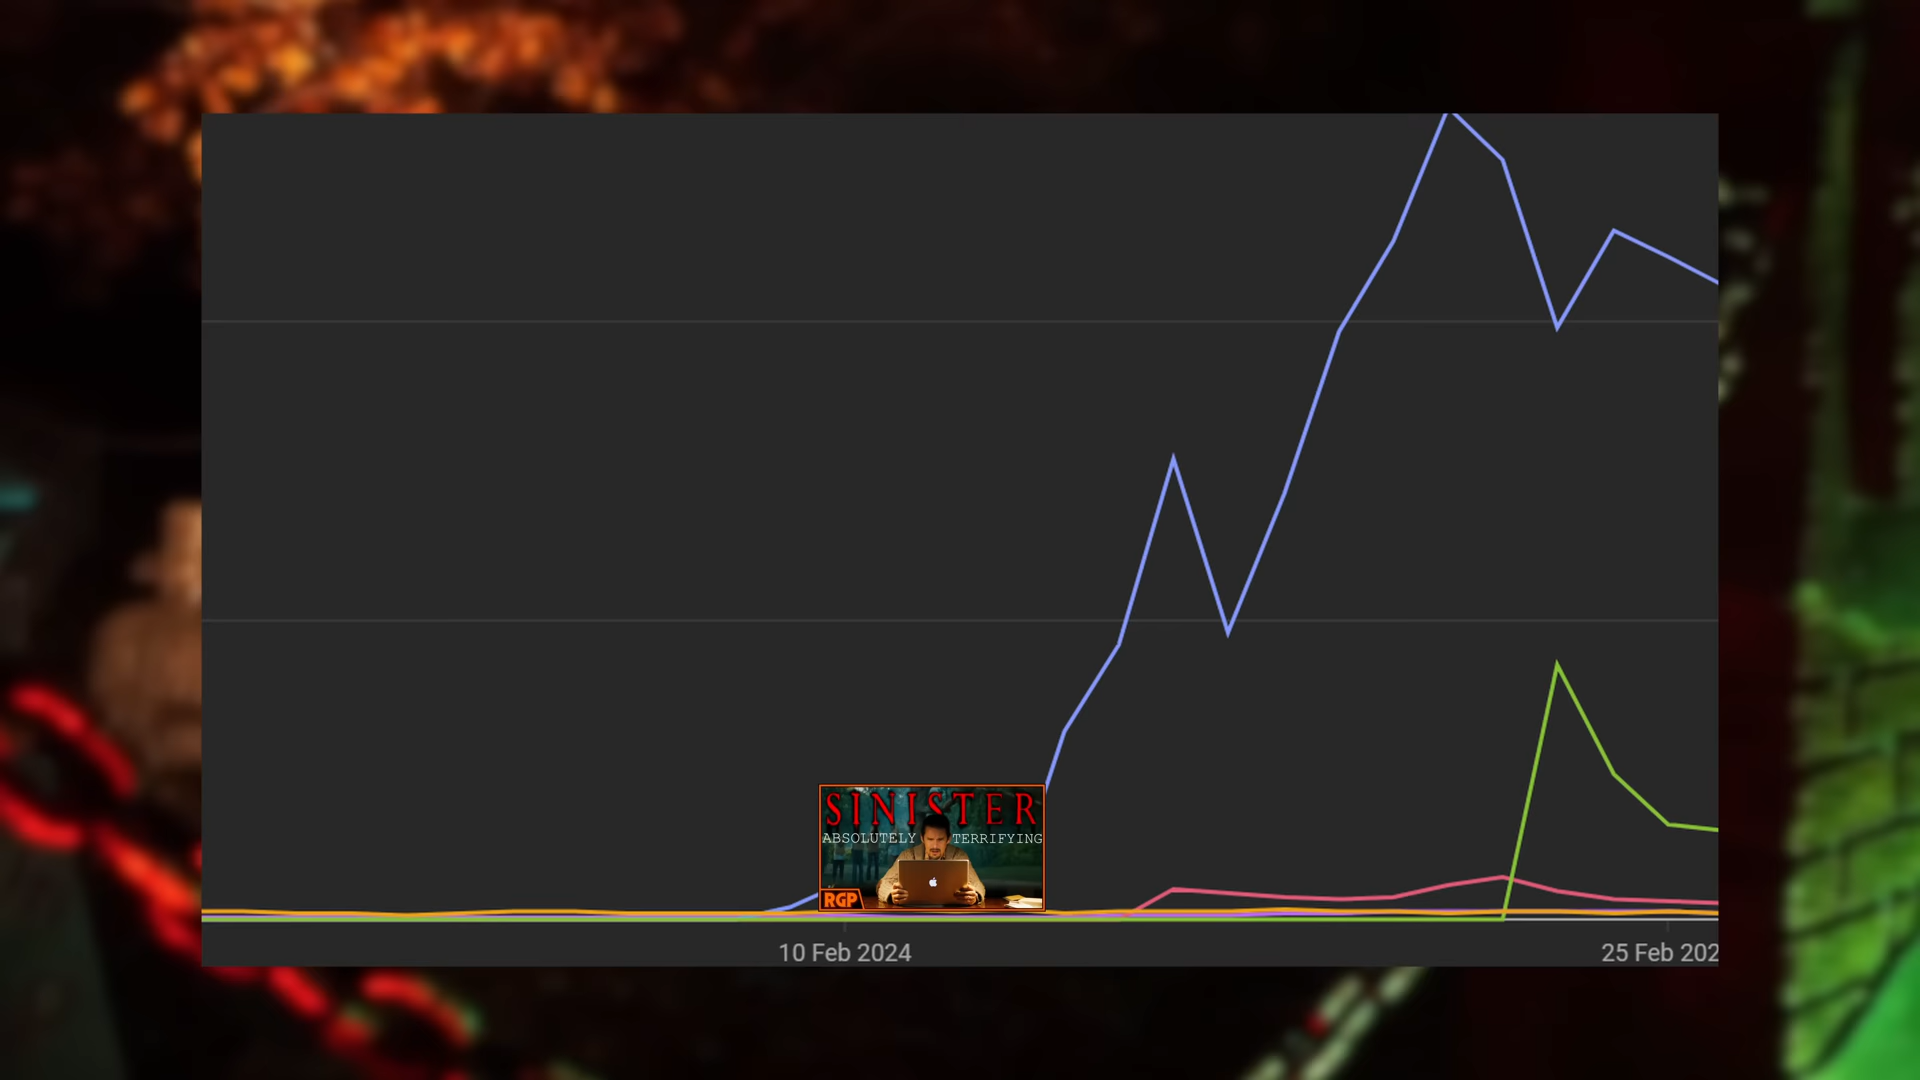 SINISTER
ABSOLUTELY TERRIFYING
RGP
10 Feb 2024
25 Feb 202